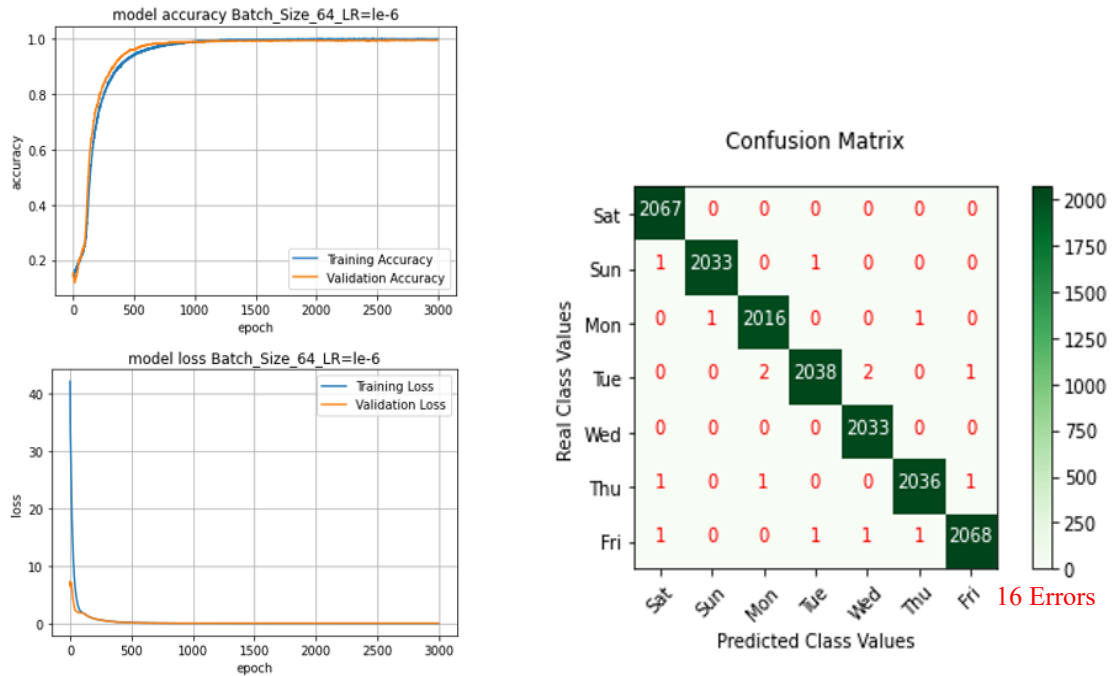 model accuracy Batch_Size_64_LR=le-6
1.0
0.8
0.6
0.4
0.2
accuracy
Training Accuracy
Validation Accuracy
0 500 1000 1500 2000 2500 3000
epoch
model loss Batch_Size_64_LR=le-6
40
30
20
10
0
loss
Training Loss
Validation Loss
0 500 1000 1500 2000 2500 3000
epoch
Confusion Matrix
Real Class Values
Sat 2067 0 0 0 0 0 0
Sun 1 2033 0 1 0 0 0
Mon 0 1 2016 0 0 1 0
Tue 0 0 2 2038 2 0 1
Wed 0 0 0 0 2033 0 0
Thu 1 0 1 0 0 2036 1
Fri 1 0 0 1 1 1 2068
Sat Sun Mon Tue Wed Thu Fri
Predicted Class Values
2000
1750
1500
1250
1000
750
500
250
0
16 Errors